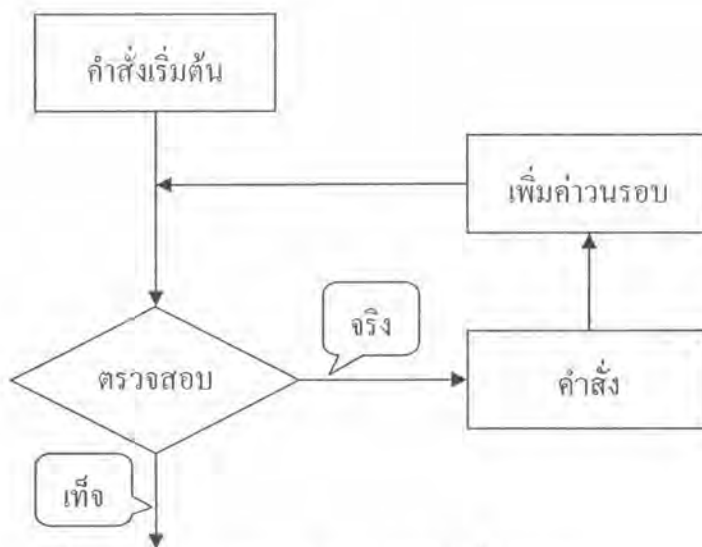 คำสั่งเริ่มต้น
เพิ่มค่าวนรอบ
จริง
ตรวจสอบ
คำสั่ง
เท็จ